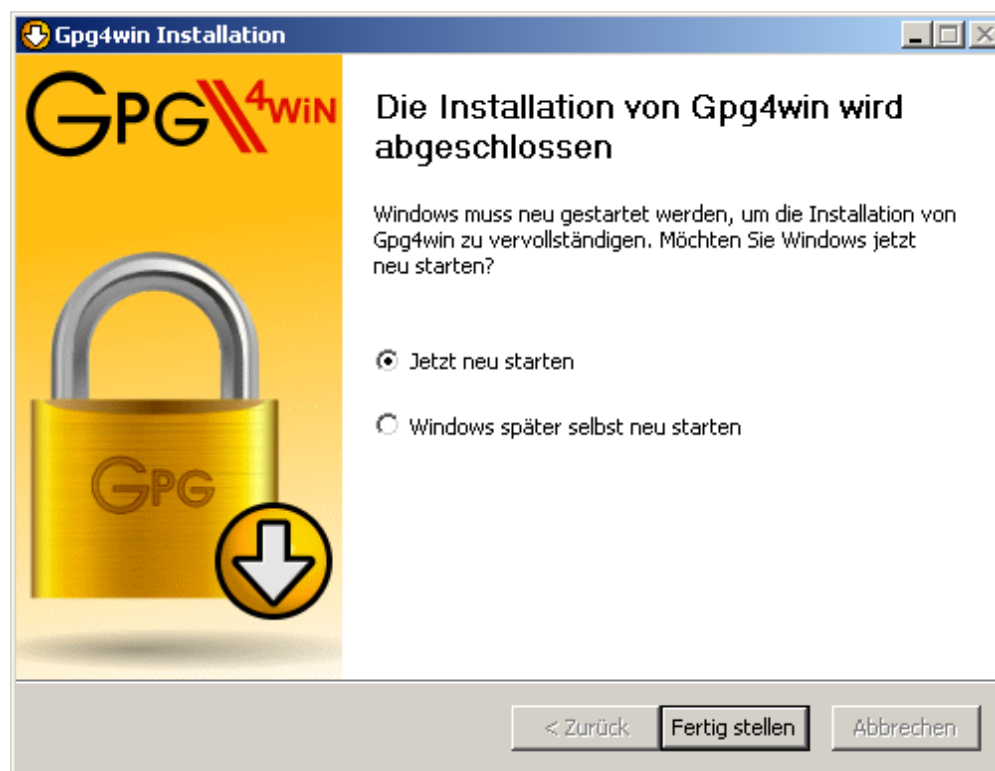 Gpg4win Installation
GPG4WiN
Die Installation von Gpg4win wird
abgeschlossen
Windows muss neu gestartet werden, um die Installation von
Gpg4win zu vervollständigen. Möchten Sie Windows jetzt
neu starten?
Jetzt neu starten
Windows später selbst neu starten
GPG
< Zurück
Fertig stellen
Abbrechen